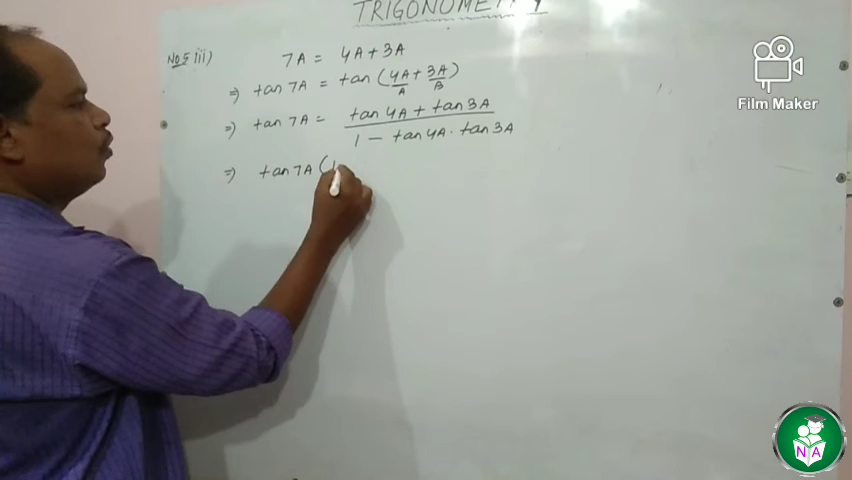 TRIGONOMETRY
No 5 iii) 7A = 4A + 3A
⇒ tan 7A = tan (4A/A + 3A/B)
⇒ tan 7A = (tan 4A + tan 3A) / (1 - tan 4A · tan 3A)
⇒ tan 7A (1
Film Maker
N A